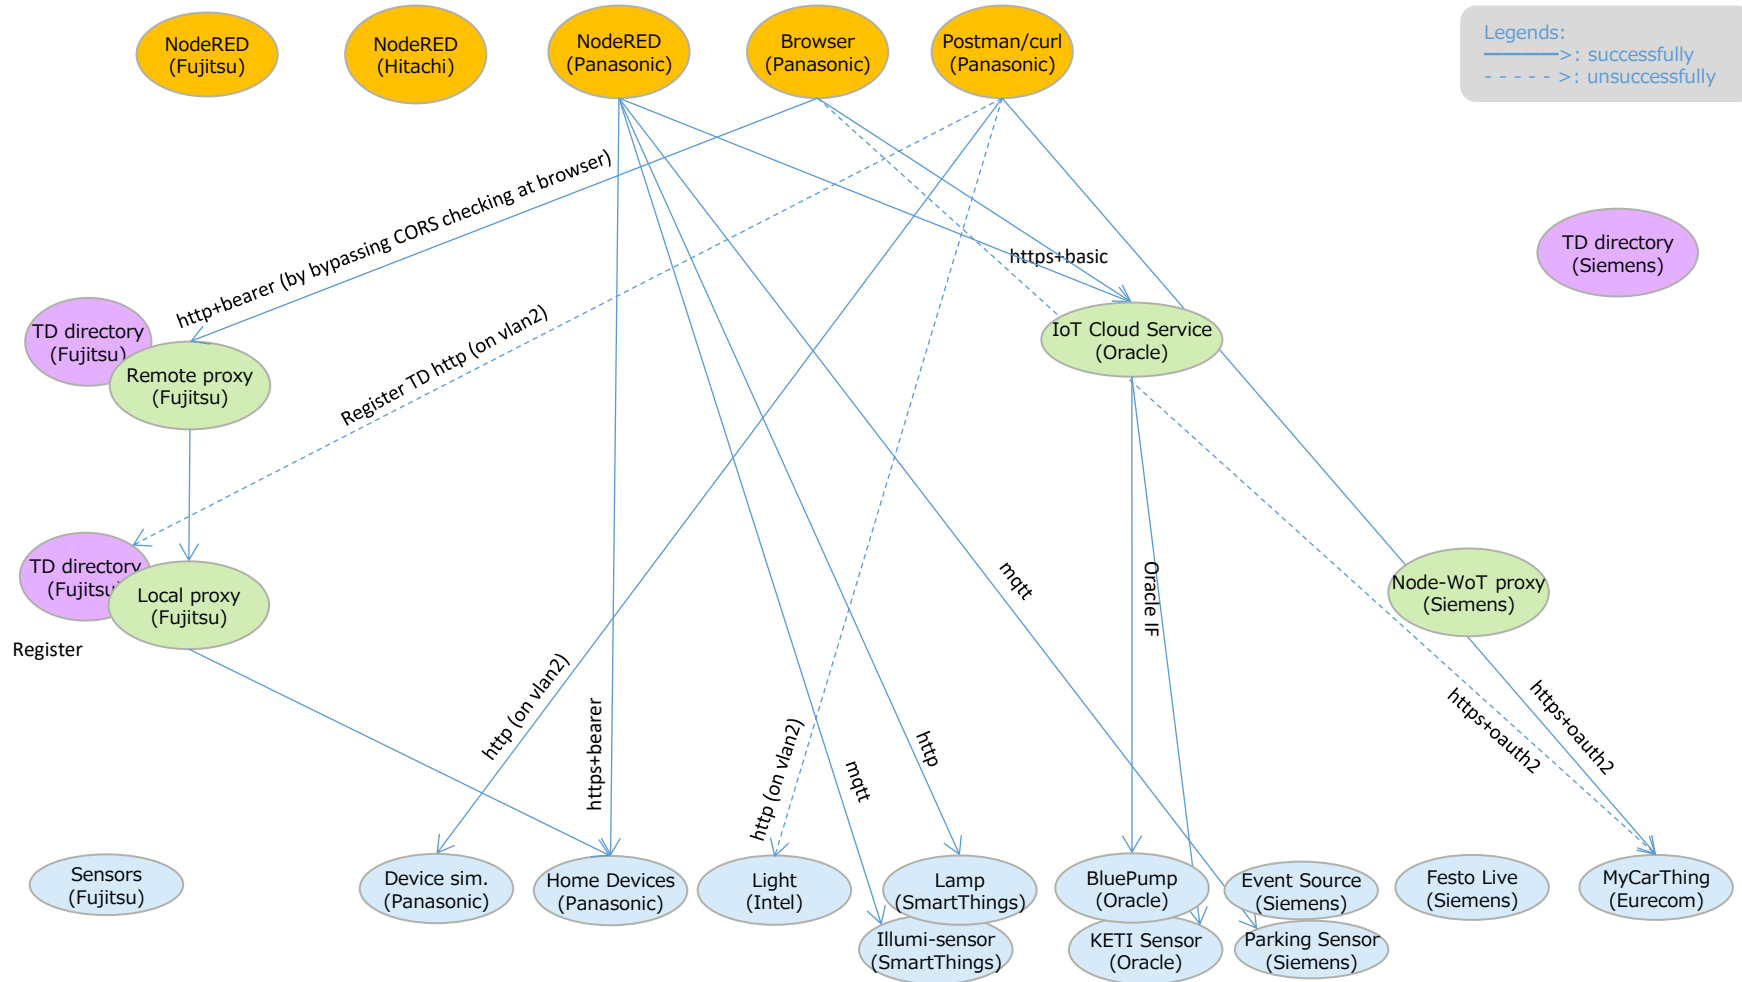 NodeRED
(Fujitsu)
NodeRED
(Hitachi)
NodeRED
(Panasonic)
Browser
(Panasonic)
Postman/curl
(Panasonic)
Legends:
————>: successfully
- - - - - >: unsuccessfully
http+bearer (by bypassing CORS checking at browser)
https+basic
TD directory
(Siemens)
TD directory
(Fujitsu)
Remote proxy
(Fujitsu)
Register TD http (on vlan2)
IoT Cloud Service
(Oracle)
TD directory
(Fujitsu)
Local proxy
(Fujitsu)
Register
mqtt
Oracle IF
Node-WoT proxy
(Siemens)
http (on vlan2)
https+bearer
http (on vlan2)
mqtt
http
https+oauth2
https+oauth2
Sensors
(Fujitsu)
Device sim.
(Panasonic)
Home Devices
(Panasonic)
Light
(Intel)
Lamp
(SmartThings)
Illumi-sensor
(SmartThings)
BluePump
(Oracle)
KETI Sensor
(Oracle)
Event Source
(Siemens)
Parking Sensor
(Siemens)
Festo Live
(Siemens)
MyCarThing
(Eurecom)